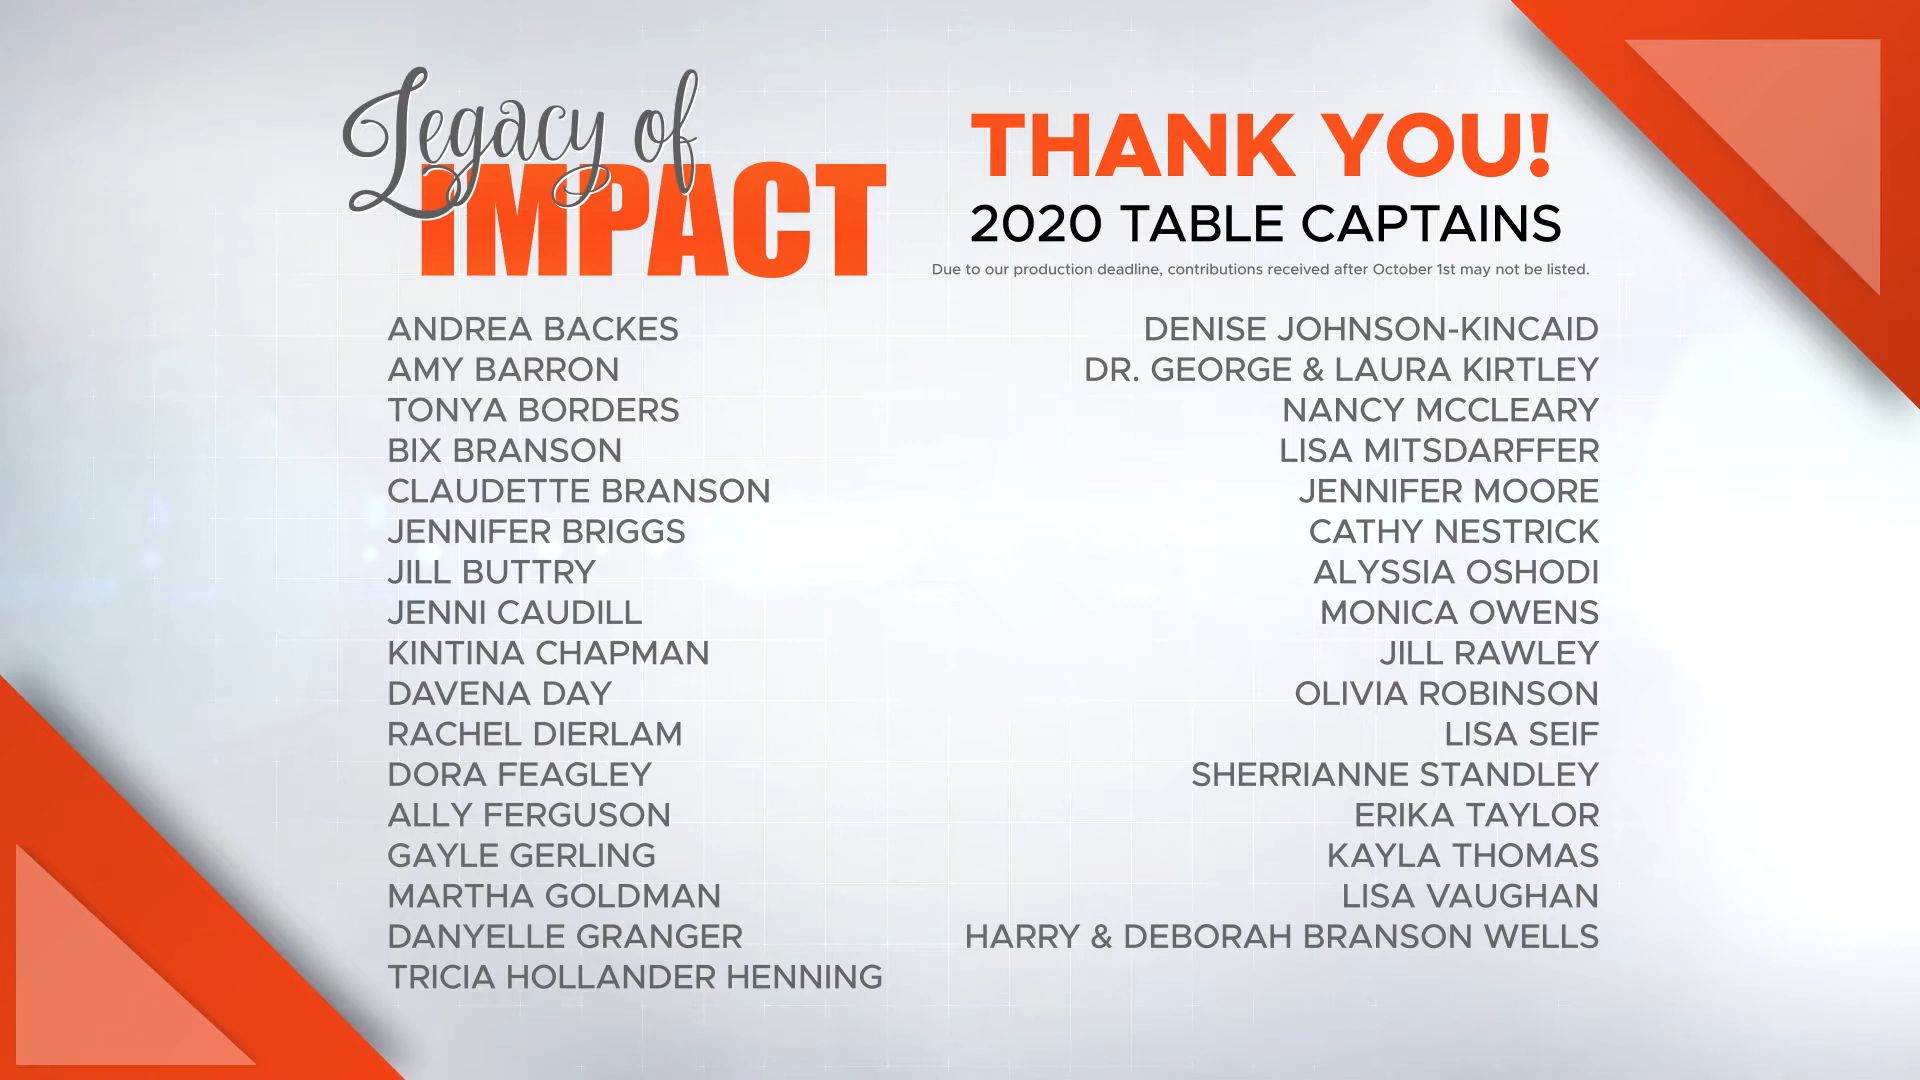 Legacy of
IMPACT
THANK YOU!
2020 TABLE CAPTAINS
Due to our production deadline, contributions received after October 1st may not be listed.
ANDREA BACKES
AMY BARRON
TONYA BORDERS
BIX BRANSON
CLAUDETTE BRANSON
JENNIFER BRIGGS
JILL BUTTRY
JENNI CAUDILL
KINTINA CHAPMAN
DAVENA DAY
RACHEL DIERLAM
DORA FEAGLEY
ALLY FERGUSON
GAYLE GERLING
MARTHA GOLDMAN
DANYELLE GRANGER
TRICIA HOLLANDER HENNING
DENISE JOHNSON-KINCAID
DR. GEORGE & LAURA KIRTLEY
NANCY MCCLEARY
LISA MITSDARFFER
JENNIFER MOORE
CATHY NESTRICK
ALYSSIA OSHODI
MONICA OWENS
JILL RAWLEY
OLIVIA ROBINSON
LISA SEIF
SHERRIANNE STANDLEY
ERIKA TAYLOR
KAYLA THOMAS
LISA VAUGHAN
HARRY & DEBORAH BRANSON WELLS